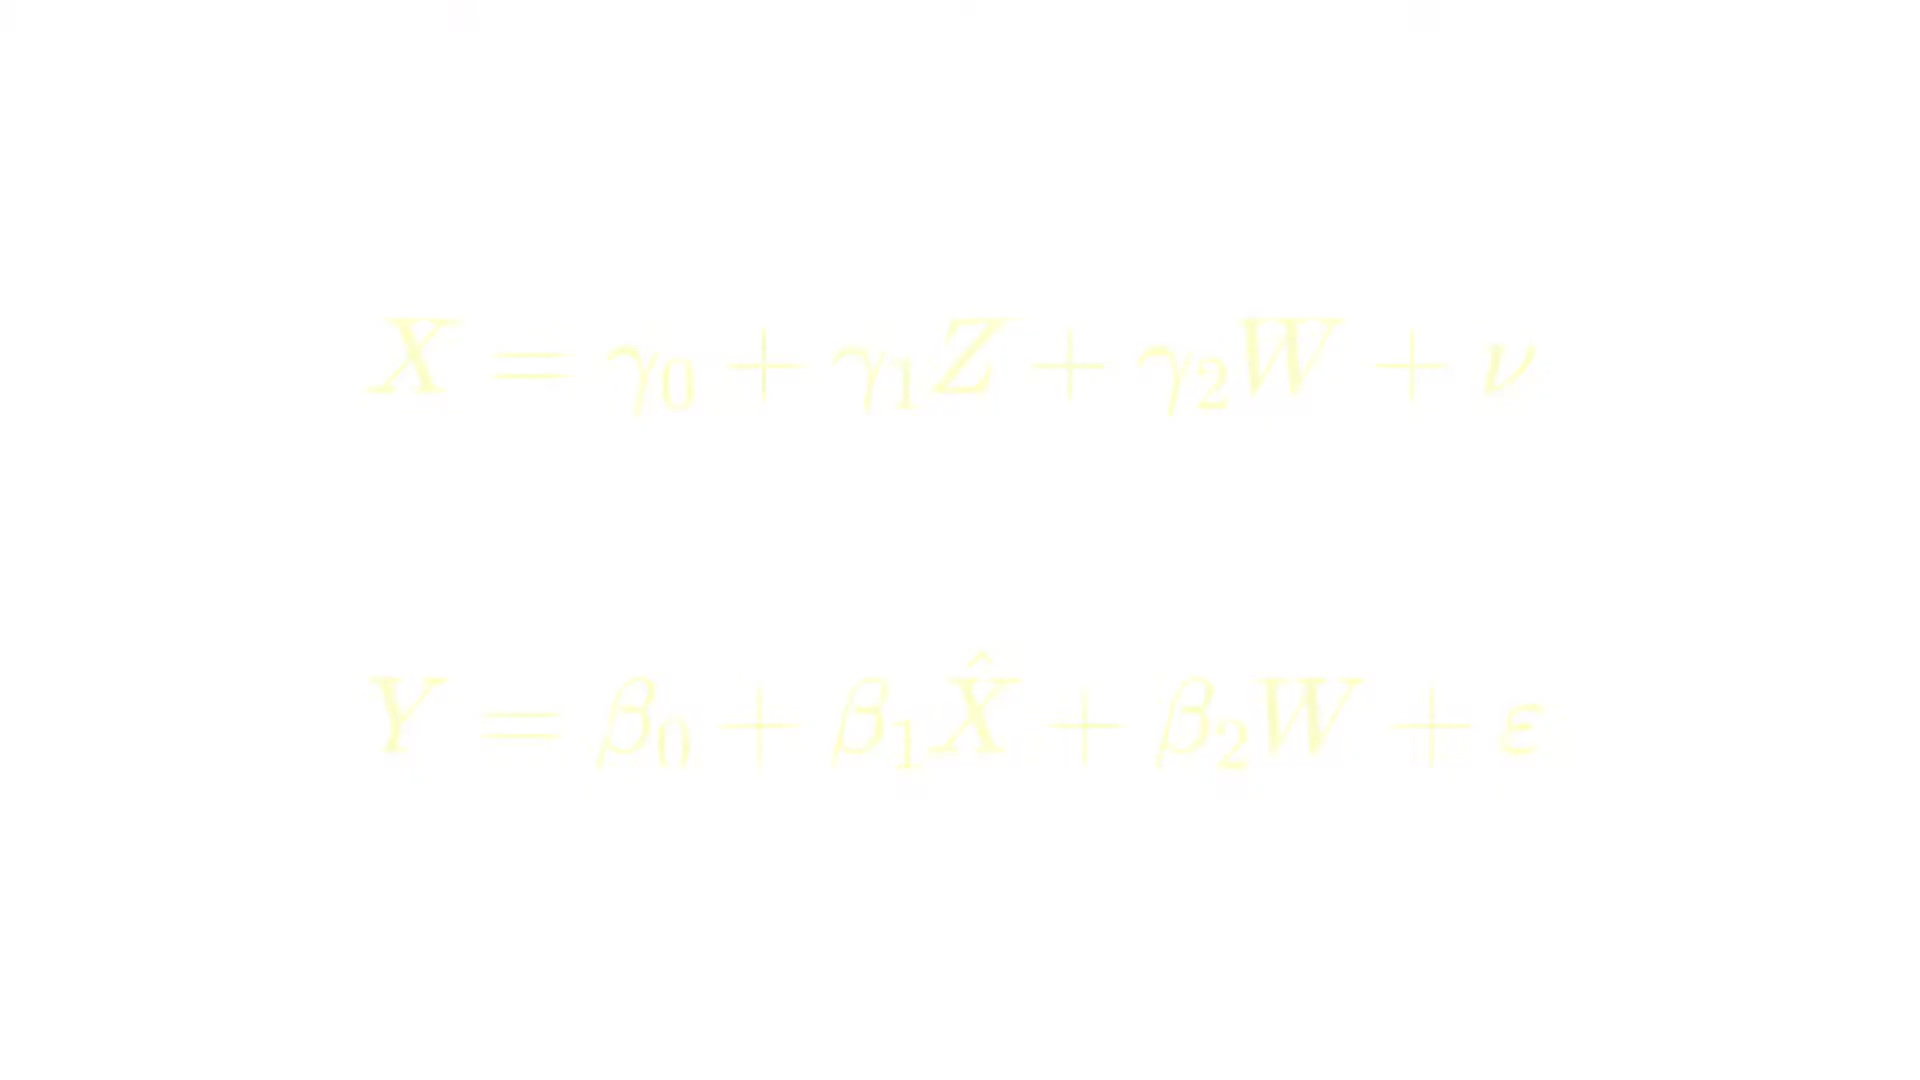 X = γ₀ + γ₁Z + γ₂W + ν
Y = β₀ + β₁X̂ + β₂W + ε